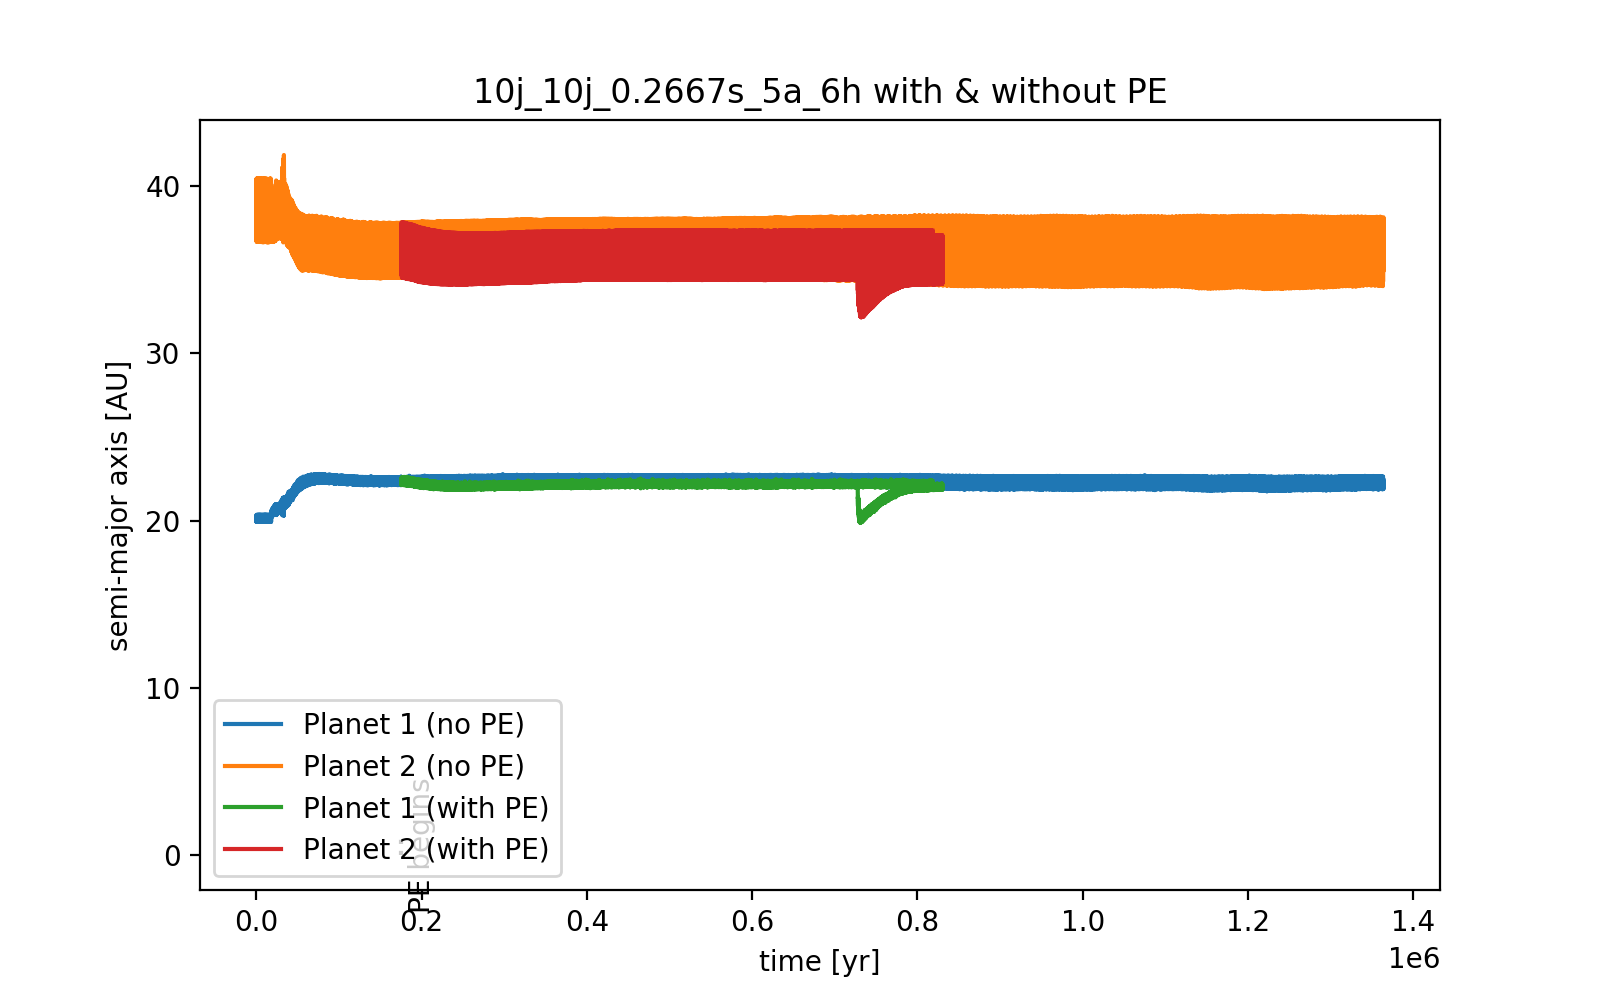 10j_10j_0.2667s_5a_6h with & without PE
semi-major axis [AU]
40
30
20
10
0
Planet 1 (no PE)
Planet 2 (no PE)
Planet 1 (with PE)
Planet 2 (with PE)
PE begins
0.0 0.2 0.4 0.6 0.8 1.0 1.2 1.4
time [yr]
1e6